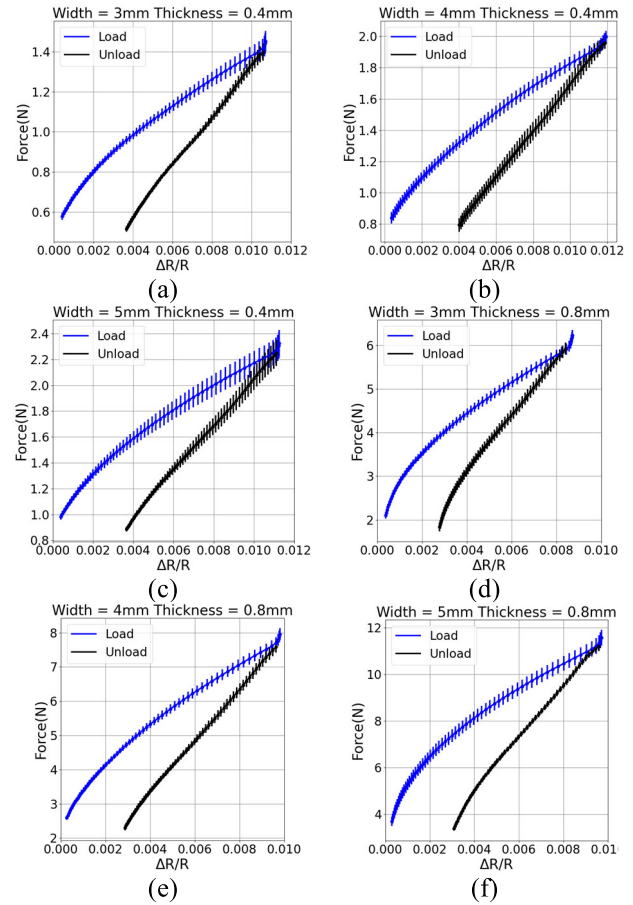 Width = 3mm Thickness = 0.4mm
Load
Unload
Force(N)
1.4
1.2
1.0
0.8
0.6
0.000 0.002 0.004 0.006 0.008 0.010 0.012
ΔR/R
(a)
Width = 4mm Thickness = 0.4mm
Load
Unload
Force(N)
2.0
1.8
1.6
1.4
1.2
1.0
0.8
0.000 0.002 0.004 0.006 0.008 0.010 0.012
ΔR/R
(b)
Width = 5mm Thickness = 0.4mm
Load
Unload
Force(N)
2.4
2.2
2.0
1.8
1.6
1.4
1.2
1.0
0.8
0.000 0.002 0.004 0.006 0.008 0.010 0.012
ΔR/R
(c)
Width = 3mm Thickness = 0.8mm
Load
Unload
Force(N)
6
5
4
3
2
0.000 0.002 0.004 0.006 0.008 0.010
ΔR/R
(d)
Width = 4mm Thickness = 0.8mm
Load
Unload
Force(N)
8
7
6
5
4
3
2
0.000 0.002 0.004 0.006 0.008 0.010
ΔR/R
(e)
Width = 5mm Thickness = 0.8mm
Load
Unload
Force(N)
12
10
8
6
4
0.000 0.002 0.004 0.006 0.008 0.01
ΔR/R
(f)